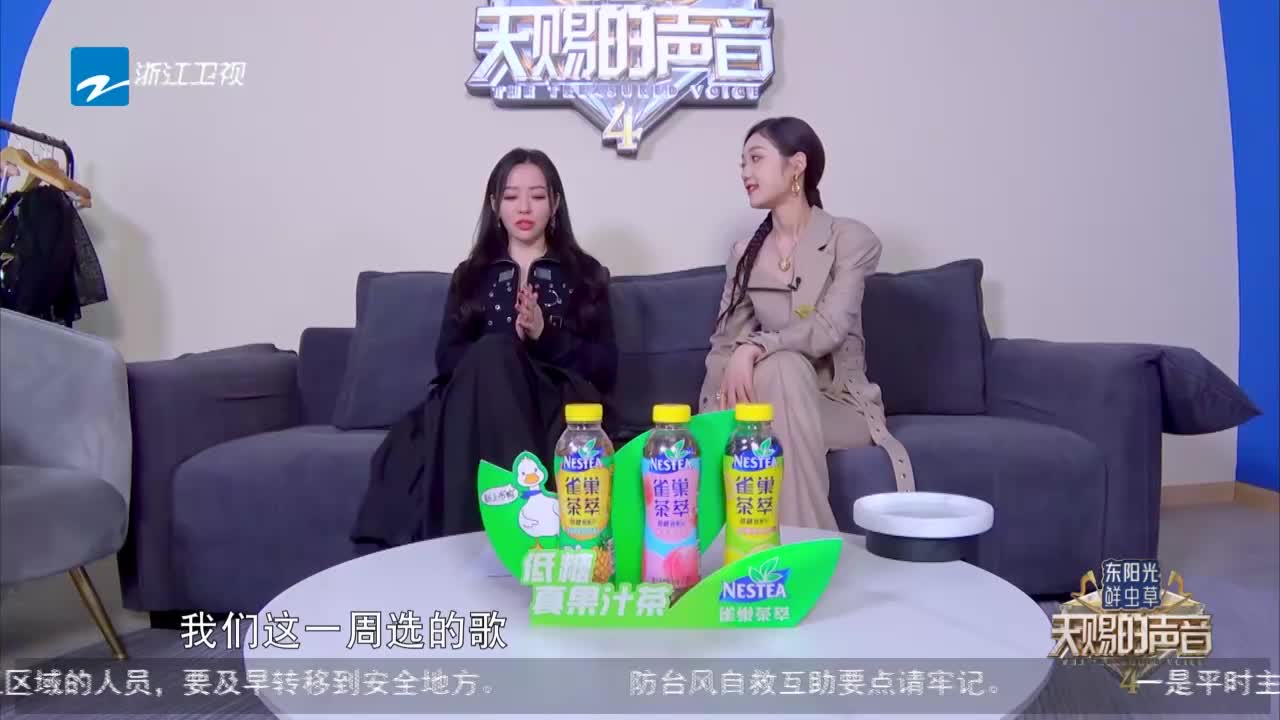 天赐的声音
THE TREASURED VOICE
4
浙江卫视
NESTEA
雀巢
茶萃
NESTEA
雀巢
茶萃
NESTEA
雀巢
茶萃
低糖
真果汁茶
NESTEA
雀巢茶萃
东阳光
鲜虫草
天赐的声音
4
我们这一周选的歌
区域的人员，要及早转移到安全地方。 防台风自救互助要点请牢记。 一是平时主